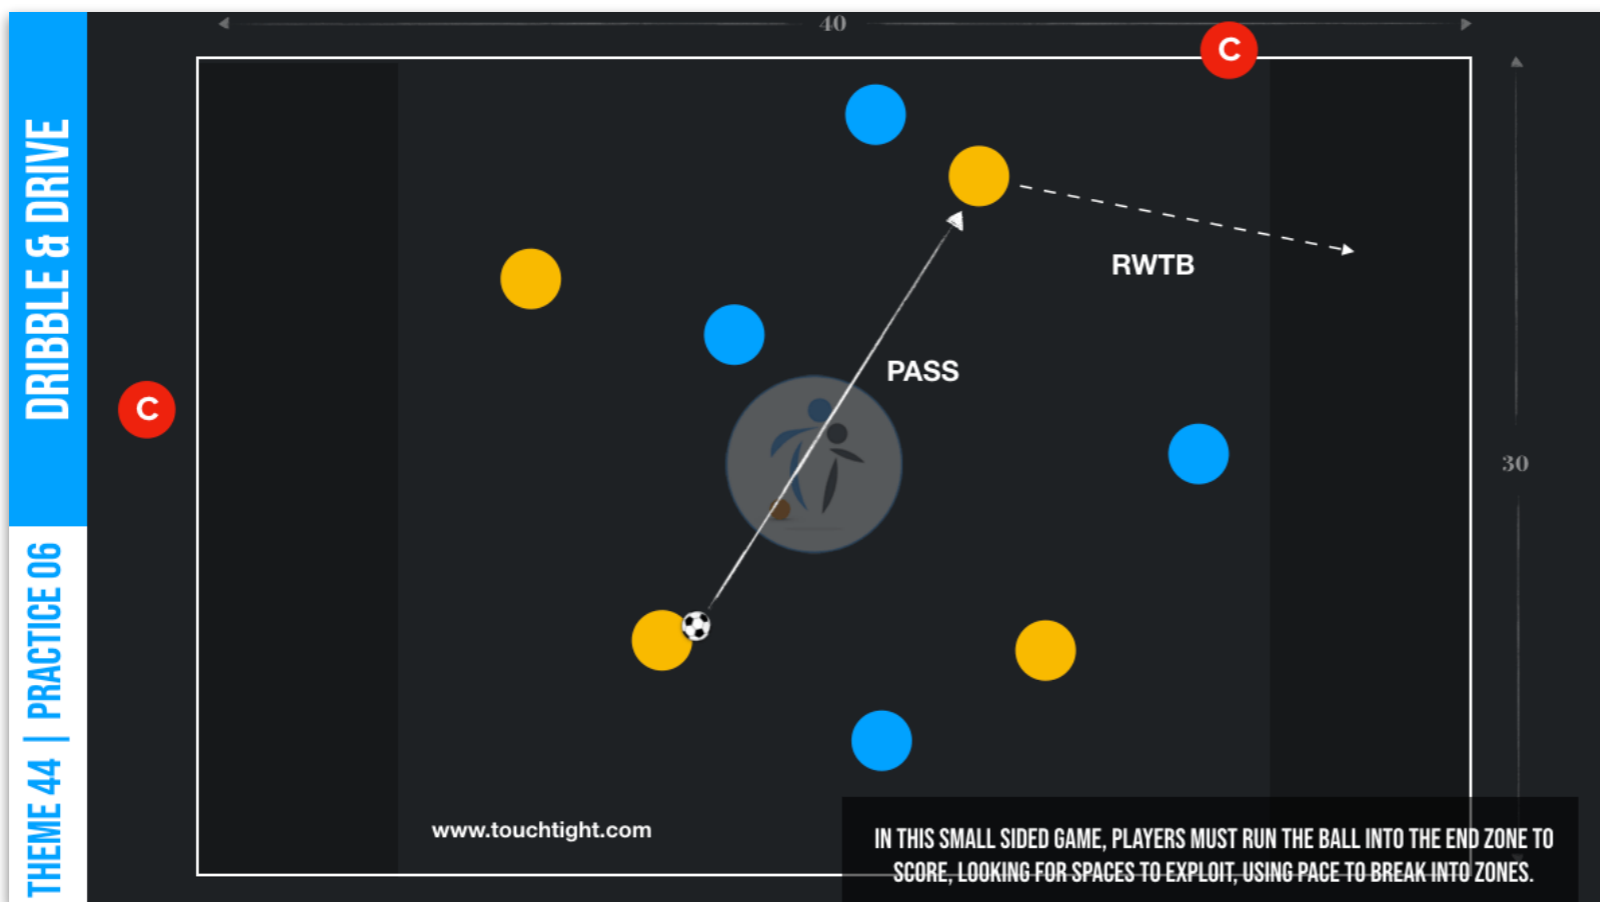 40
C
DRIBBLE & DRIVE
RWTB
PASS
C
30
THEME 44 | PRACTICE 06
www.touchtight.com
IN THIS SMALL SIDED GAME, PLAYERS MUST RUN THE BALL INTO THE END ZONE TO
SCORE, LOOKING FOR SPACES TO EXPLOIT, USING PACE TO BREAK INTO ZONES.